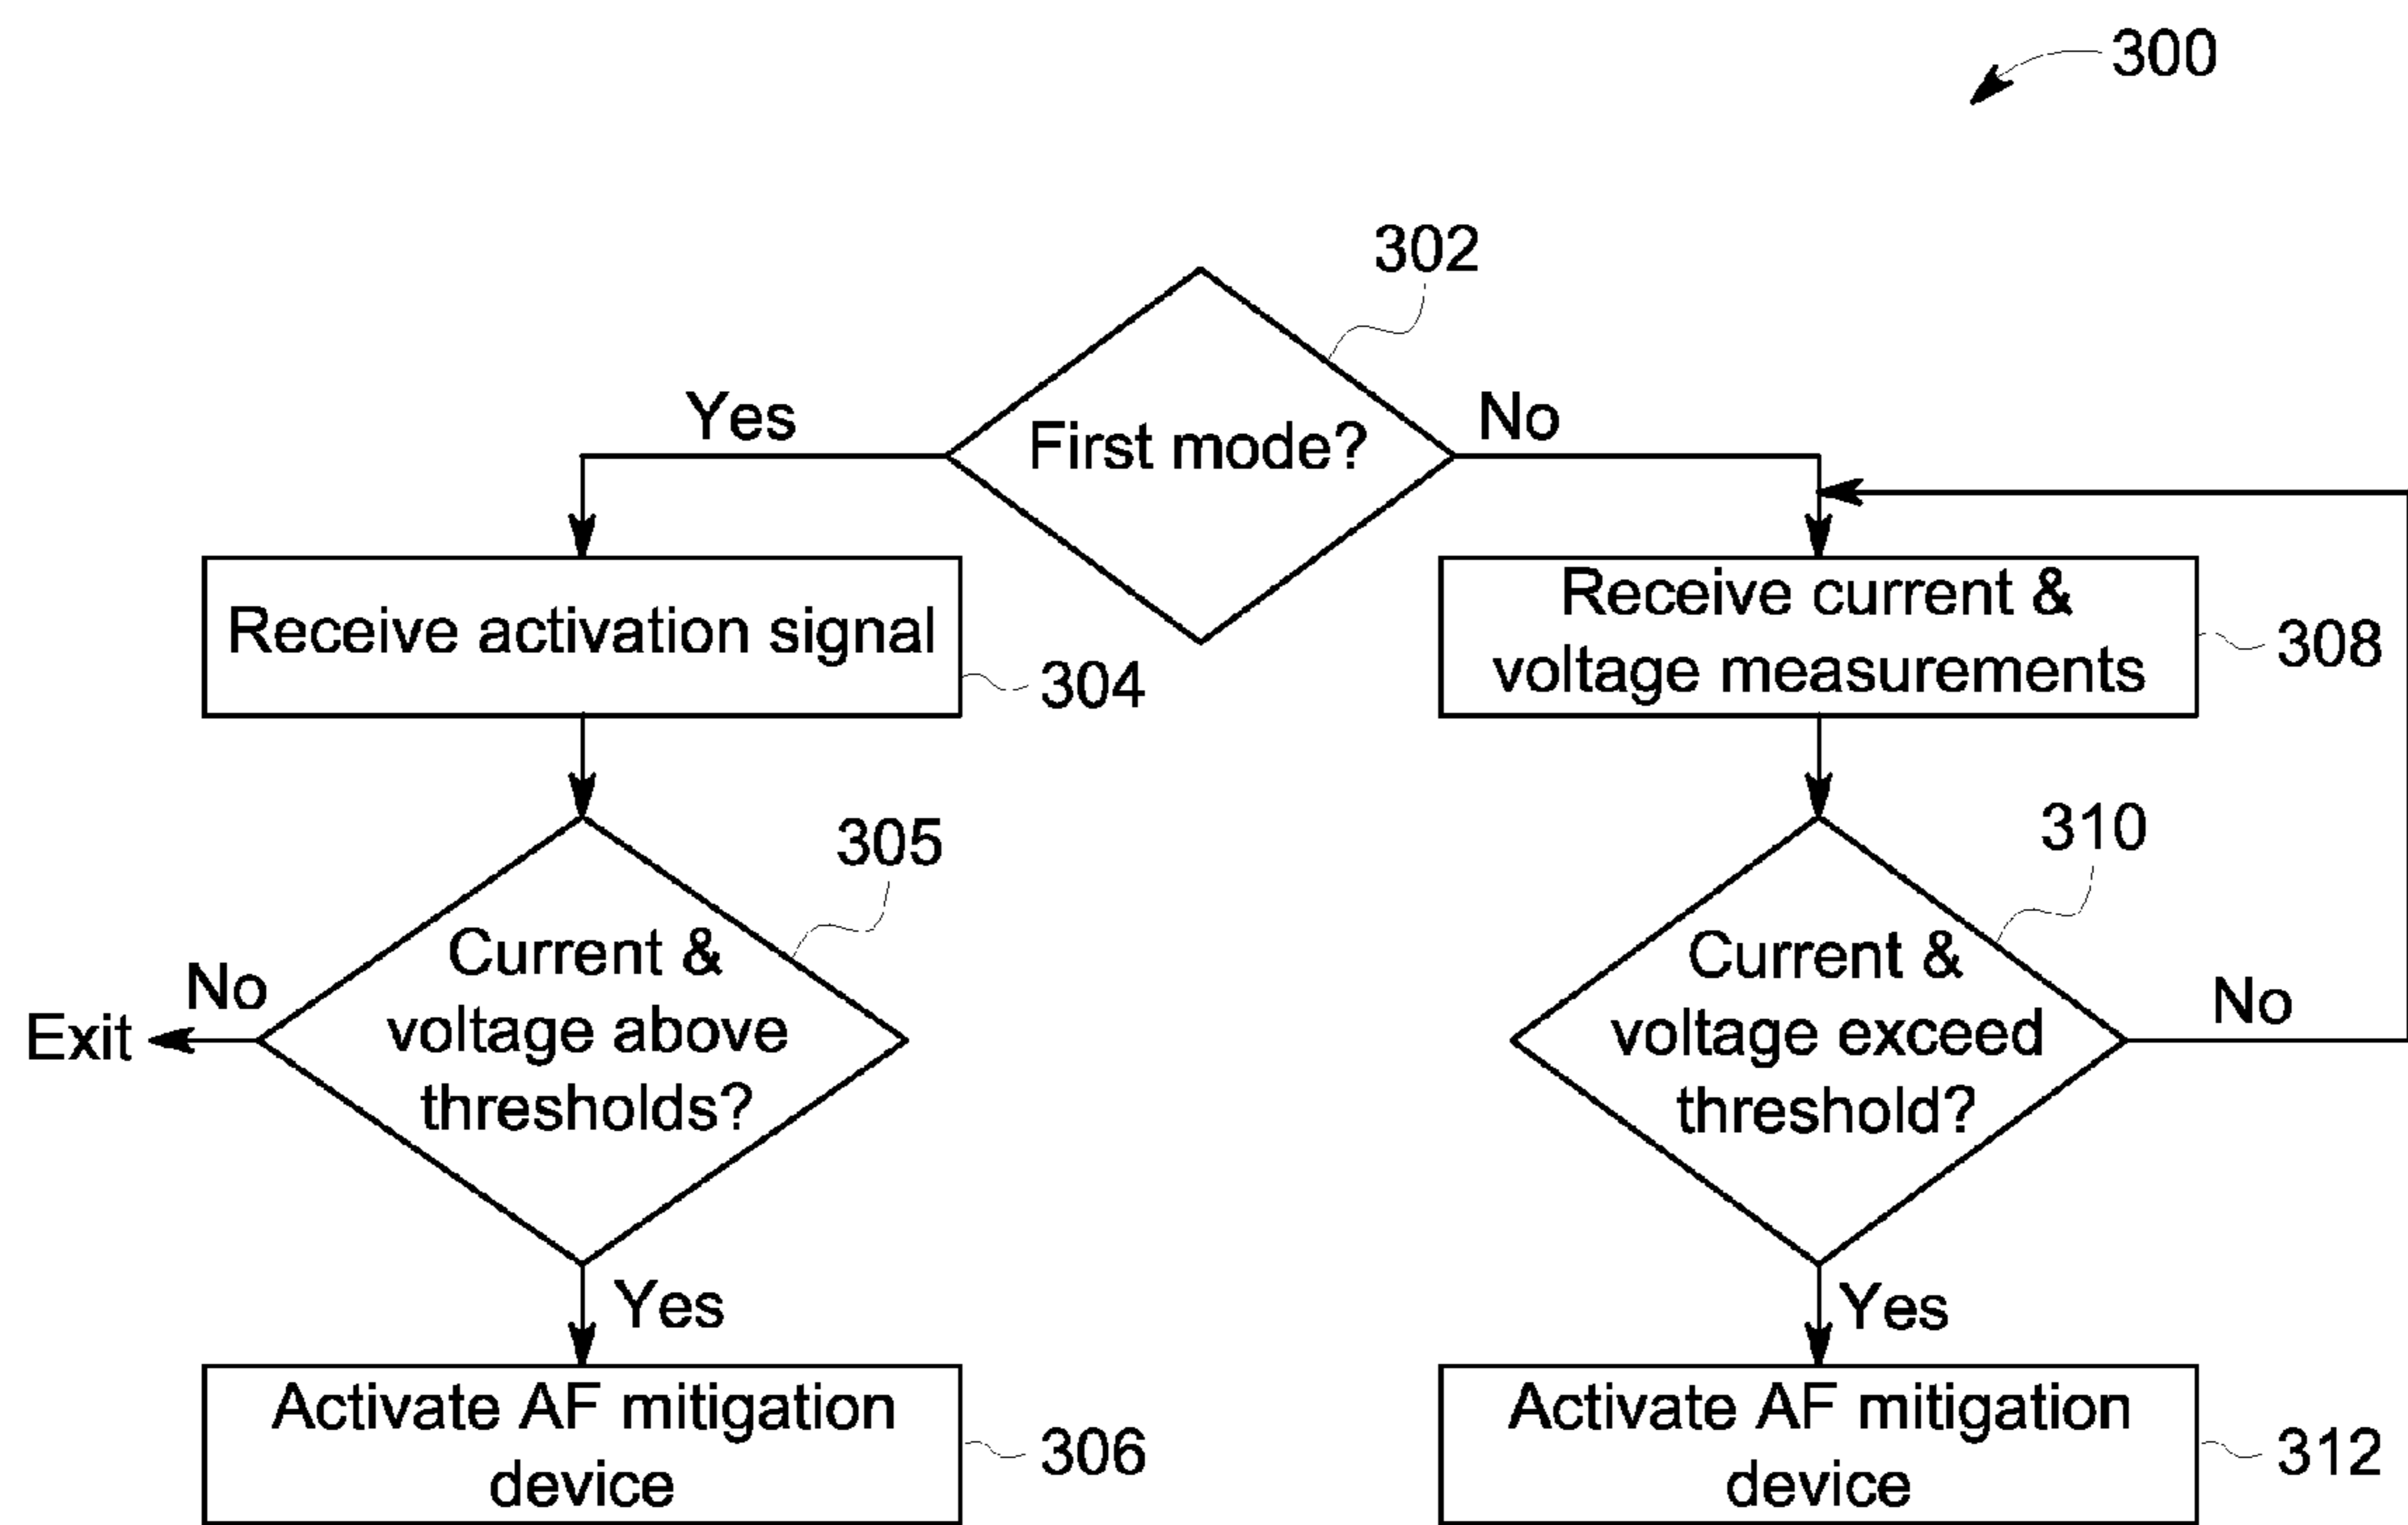 300
302
Yes
First mode?
No
Receive activation signal
304
Receive current &
voltage measurements
308
305
Current &
voltage above
thresholds?
No
Exit
Yes
Activate AF mitigation
device
306
310
Current &
voltage exceed
threshold?
No
Yes
Activate AF mitigation
device
312